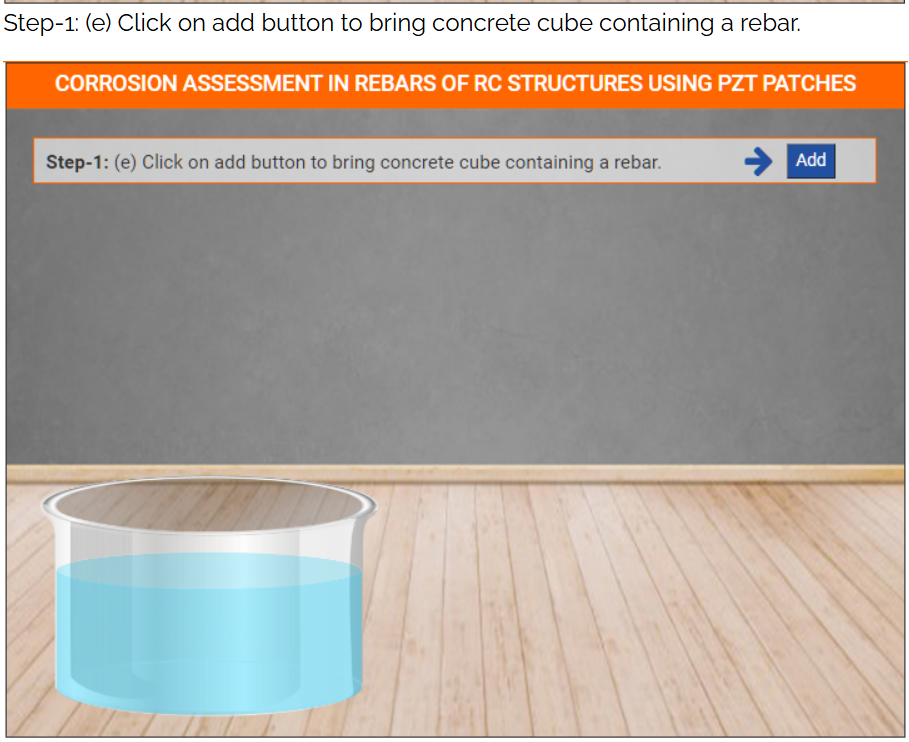 Step-1: (e) Click on add button to bring concrete cube containing a rebar.
CORROSION ASSESSMENT IN REBARS OF RC STRUCTURES USING PZT PATCHES
Step-1: (e) Click on add button to bring concrete cube containing a rebar. Add